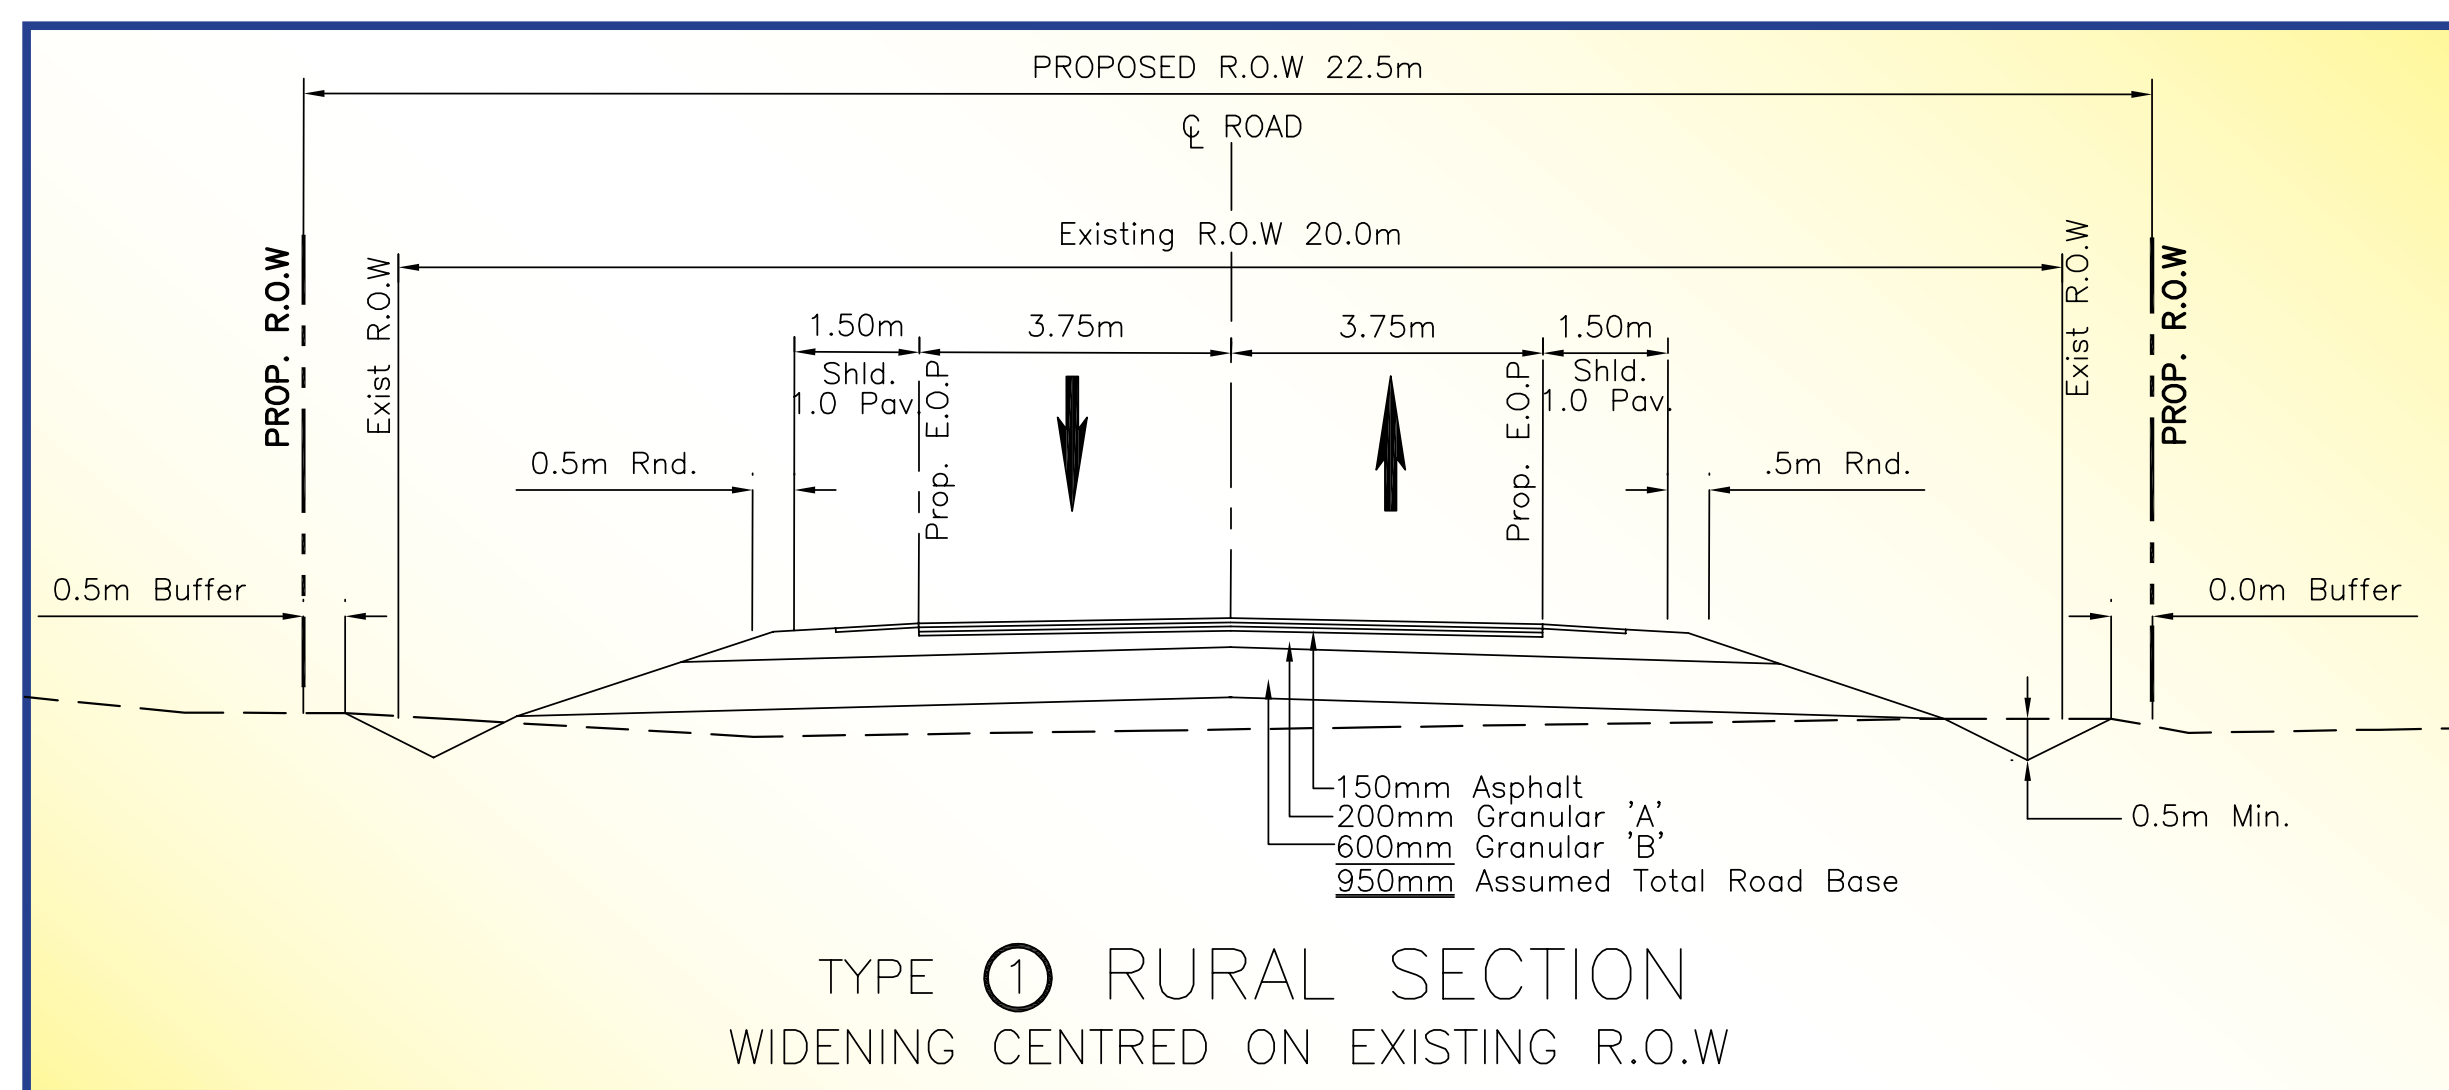 PROPOSED R.O.W 22.5m
℄ ROAD
Existing R.O.W 20.0m
PROP. R.O.W
Exist R.O.W
Exist R.O.W
PROP. R.O.W
1.50m
3.75m
3.75m
1.50m
Shld.
1.0 Pav.
Prop. E.O.P
Prop. E.O.P
Shld.
1.0 Pav.
0.5m Rnd.
.5m Rnd.
0.5m Buffer
0.0m Buffer
150mm Asphalt
200mm Granular 'A'
600mm Granular 'B'
950mm Assumed Total Road Base
0.5m Min.
TYPE 1 RURAL SECTION
WIDENING CENTRED ON EXISTING R.O.W